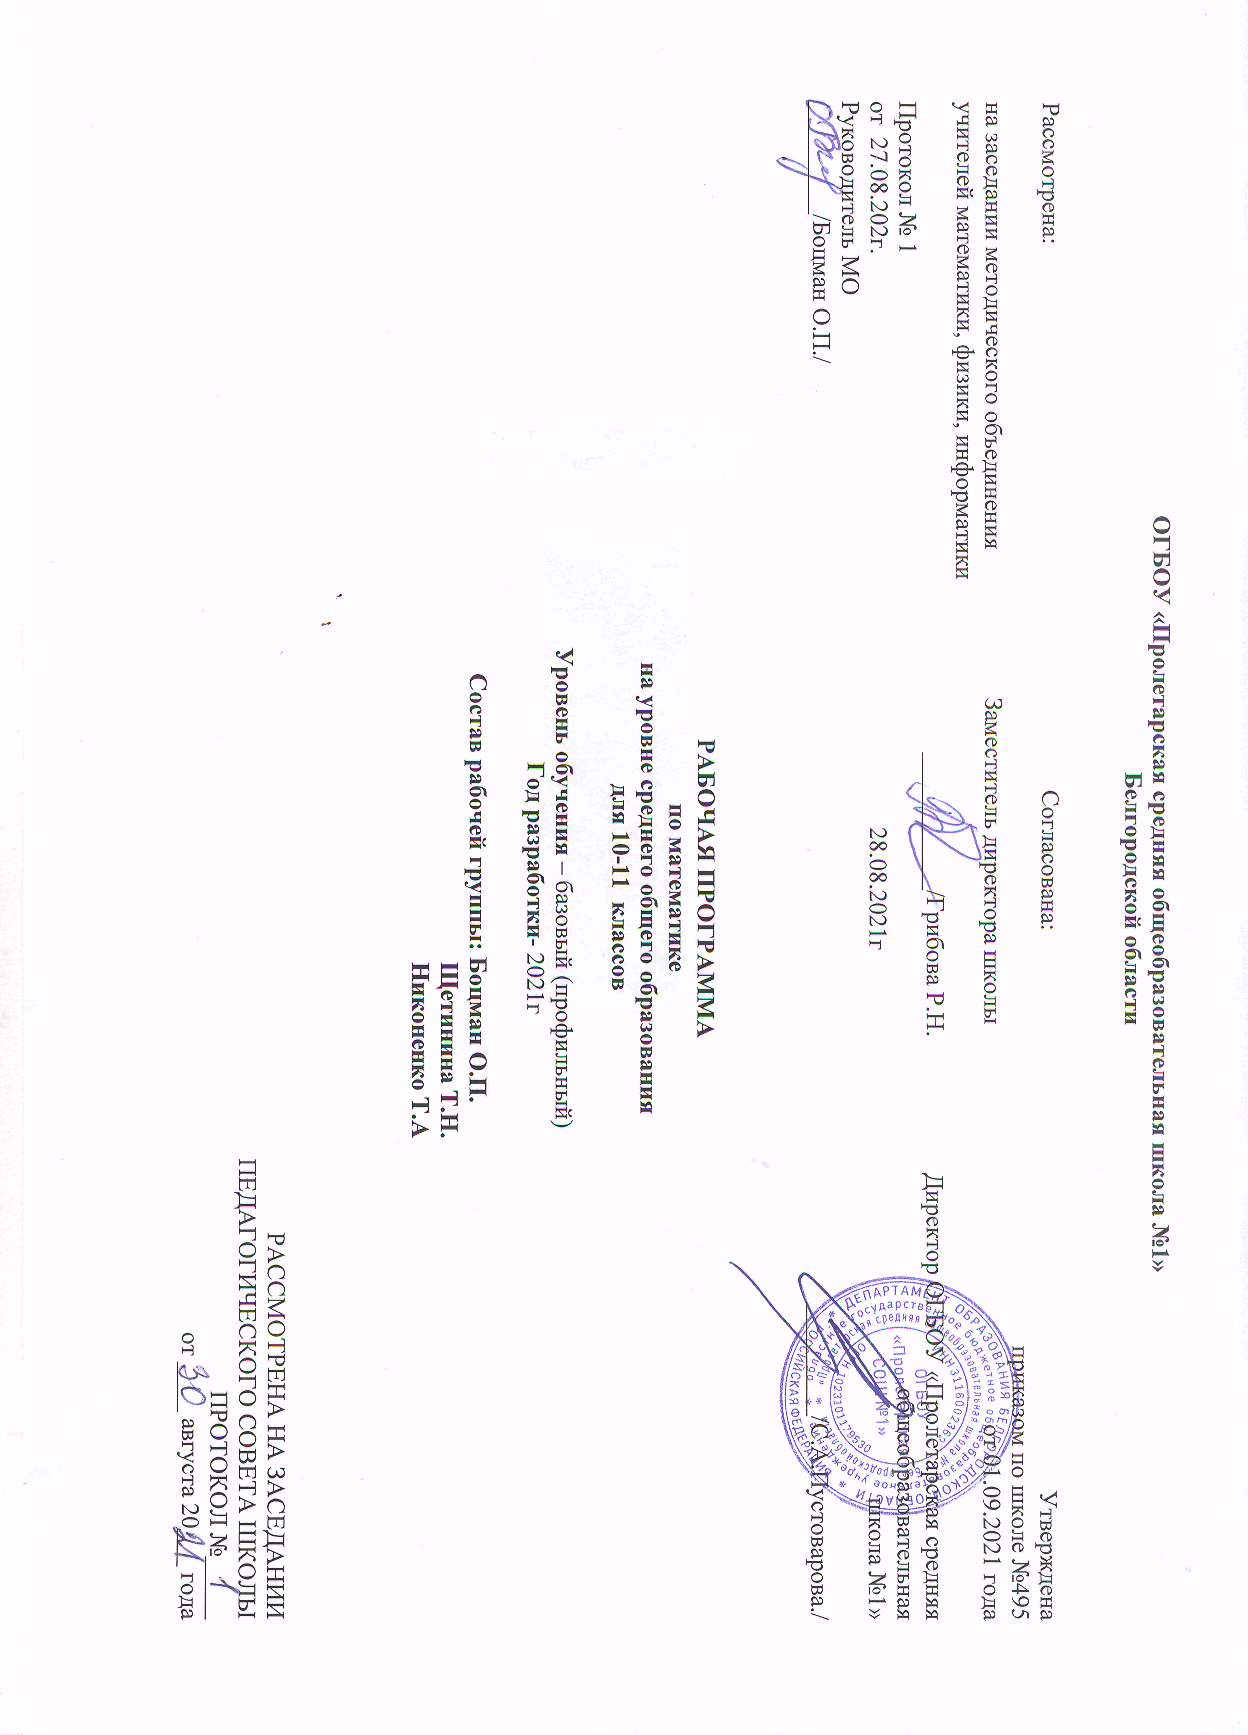 ОГБОУ «Пролетарская средняя общеобразовательная школа №1»
Белгородской области
Рассмотрена:
на заседании методического объединения
учителей математики, физики, информатики
Протокол № 1
от 27.08.202г.
Руководитель МО
/Боцман О.П./
Согласована:
Заместитель директора школы
/Грибова Р.Н.
28.08.2021г
Утверждена
приказом по школе №495
от 01.09.2021 года
Директор ОГБОУ «Пролетарская средняя
общеобразовательная
школа №1»
/С.А.Пустоварова./
РАБОЧАЯ ПРОГРАММА
по математике
на уровне среднего общего образования
для 10-11 классов
Уровень обучения – базовый (профильный)
Год разработки- 2021г
Состав рабочей группы: Боцман О.П.
Щетинина Т.Н.
Никоненко Т.А
РАССМОТРЕНА НА ЗАСЕДАНИИ
ПЕДАГОГИЧЕСКОГО СОВЕТА ШКОЛЫ
ПРОТОКОЛ № 1
от 30 августа 2021 года